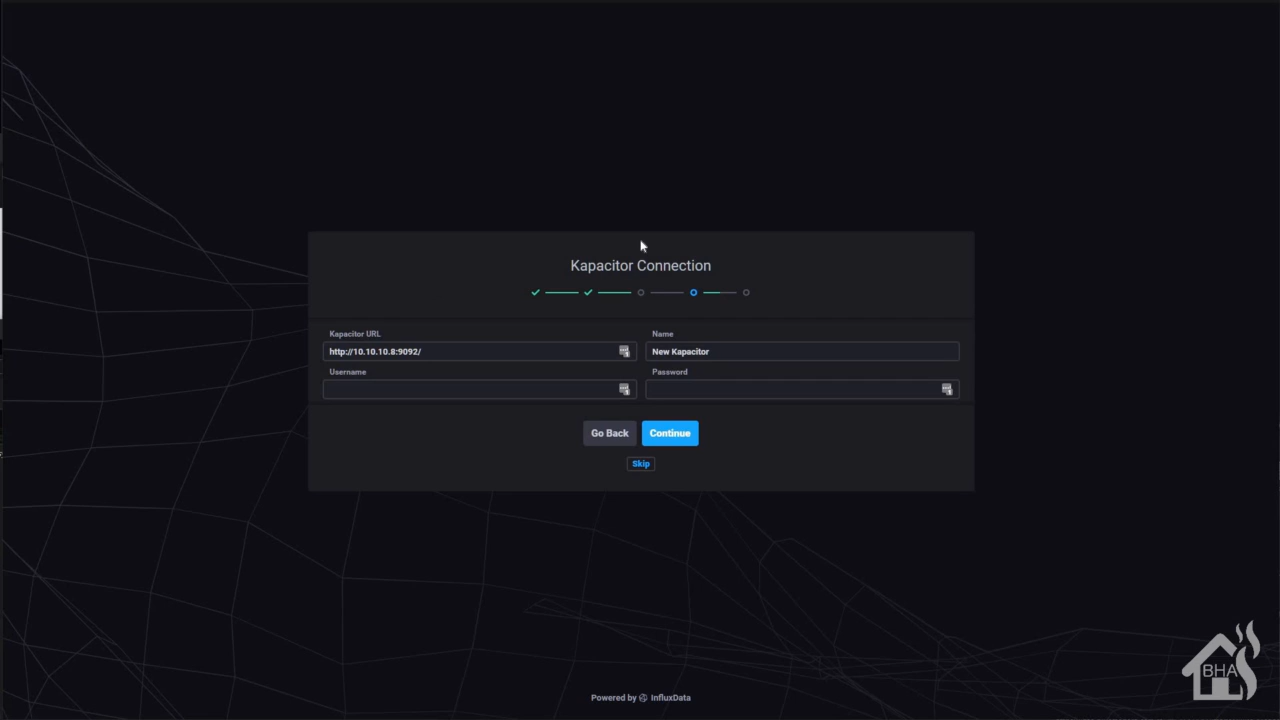 Kapacitor Connection
Kapacitor URL
Name
http://10.10.10.8:9092/
New Kapacitor
Username
Password
Go Back
Continue
Skip
Powered by InfluxData
BHA